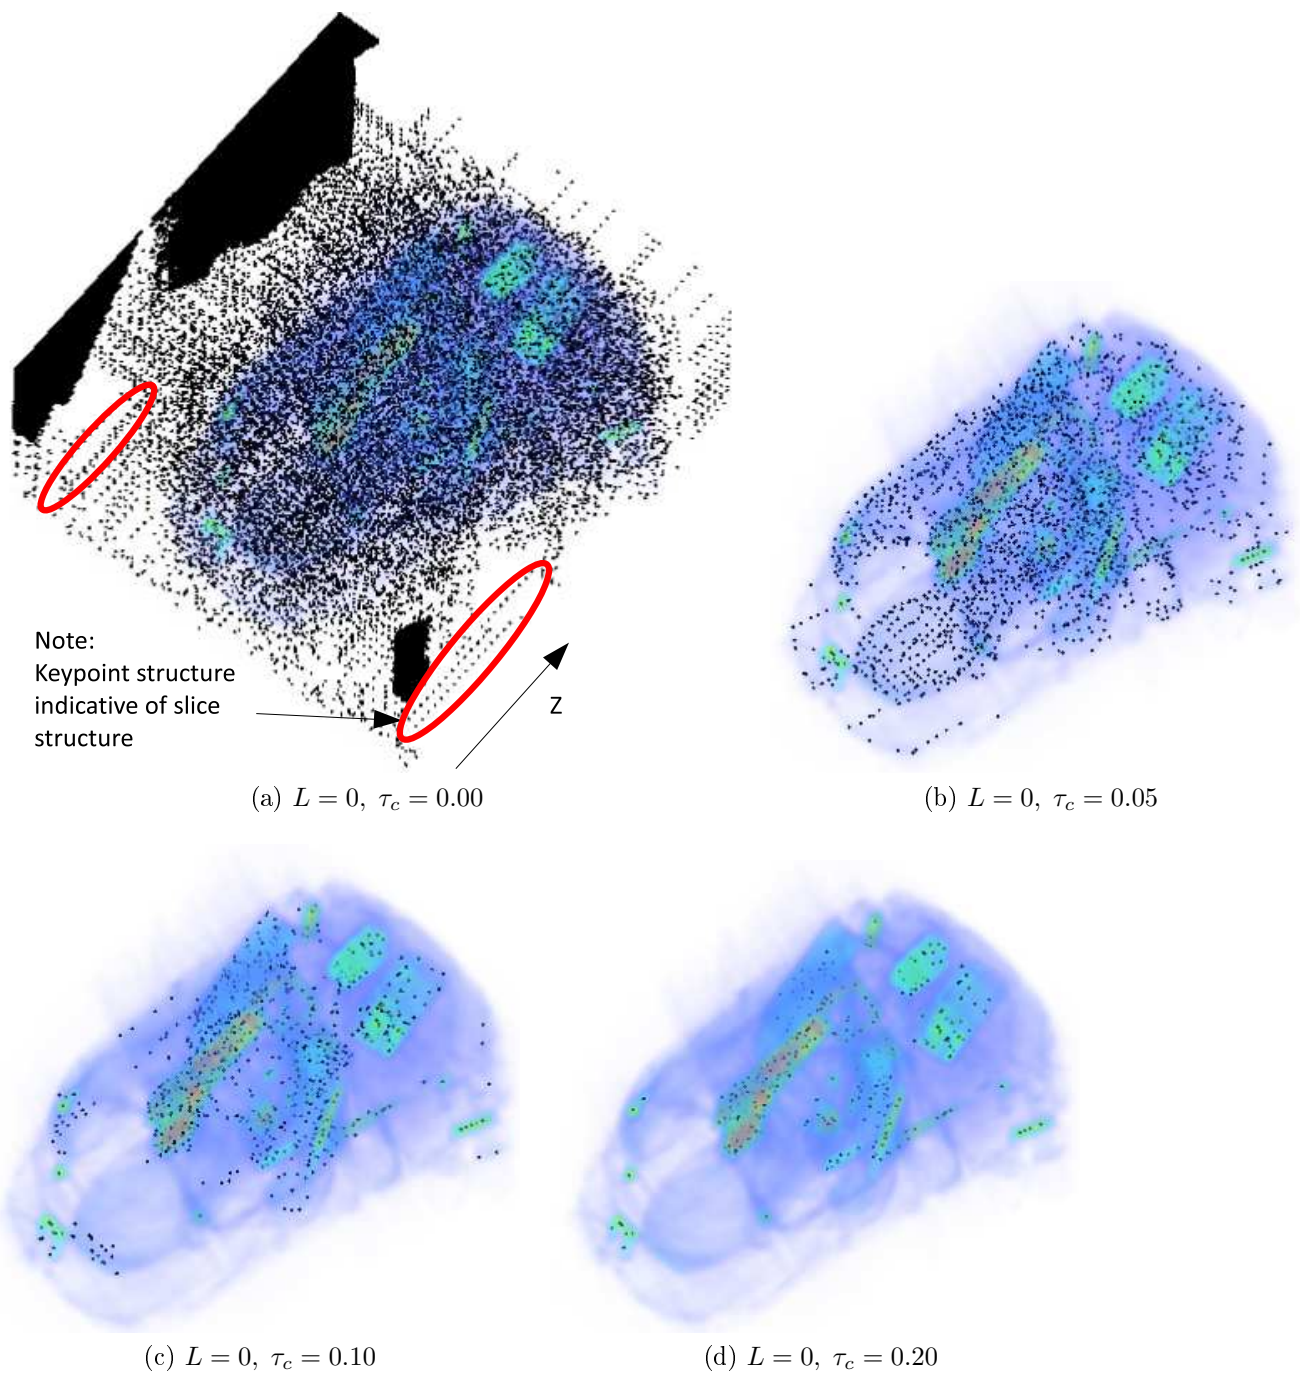 Note:
Keypoint structure
indicative of slice
structure
Z
(a) L = 0, τc = 0.00
(b) L = 0, τc = 0.05
(c) L = 0, τc = 0.10
(d) L = 0, τc = 0.20